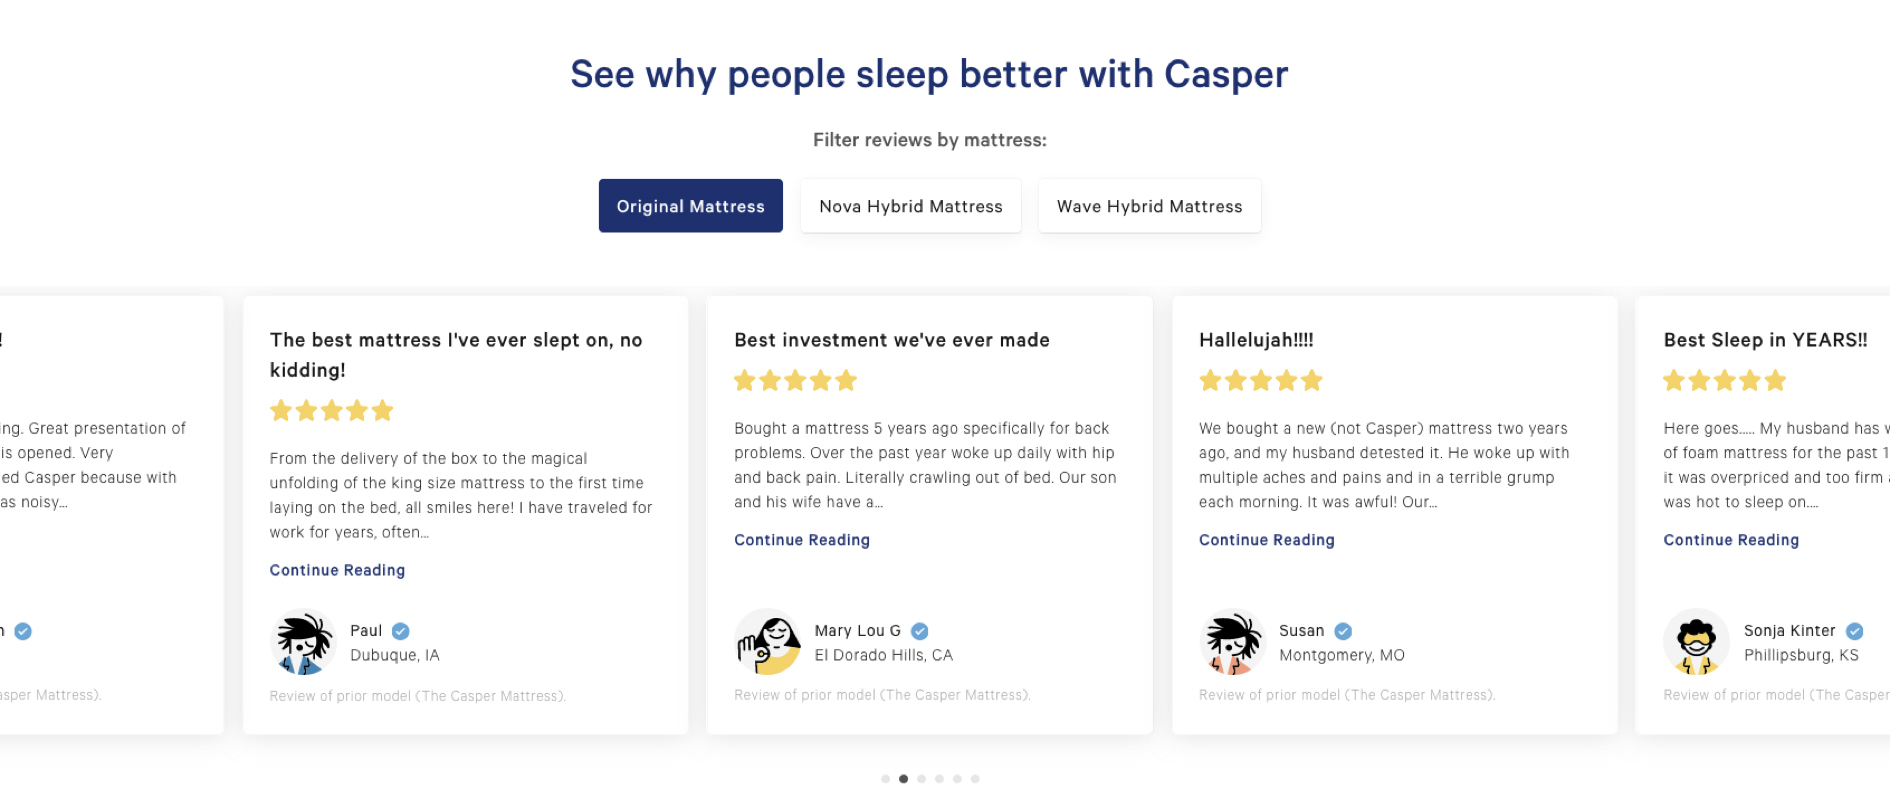 See why people sleep better with Casper
Filter reviews by mattress:
Original Mattress
Nova Hybrid Mattress
Wave Hybrid Mattress
!
ing. Great presentation of
is opened. Very
ed Casper because with
as noisy...
n
asper Mattress).
The best mattress I've ever slept on, no
kidding!
From the delivery of the box to the magical
unfolding of the king size mattress to the first time
laying on the bed, all smiles here! I have traveled for
work for years, often...
Continue Reading
Paul
Dubuque, IA
Review of prior model (The Casper Mattress).
Best investment we've ever made
Bought a mattress 5 years ago specifically for back
problems. Over the past year woke up daily with hip
and back pain. Literally crawling out of bed. Our son
and his wife have a...
Continue Reading
Mary Lou G
El Dorado Hills, CA
Review of prior model (The Casper Mattress).
Hallelujah!!!!
We bought a new (not Casper) mattress two years
ago, and my husband detested it. He woke up with
multiple aches and pains and in a terrible grump
each morning. It was awful! Our...
Continue Reading
Susan
Montgomery, MO
Review of prior model (The Casper Mattress).
Best Sleep in YEARS!!
Here goes..... My husband has
of foam mattress for the past 1
it was overpriced and too firm
was hot to sleep on....
Continue Reading
Sonja Kinter
Phillipsburg, KS
Review of prior model (The Casper